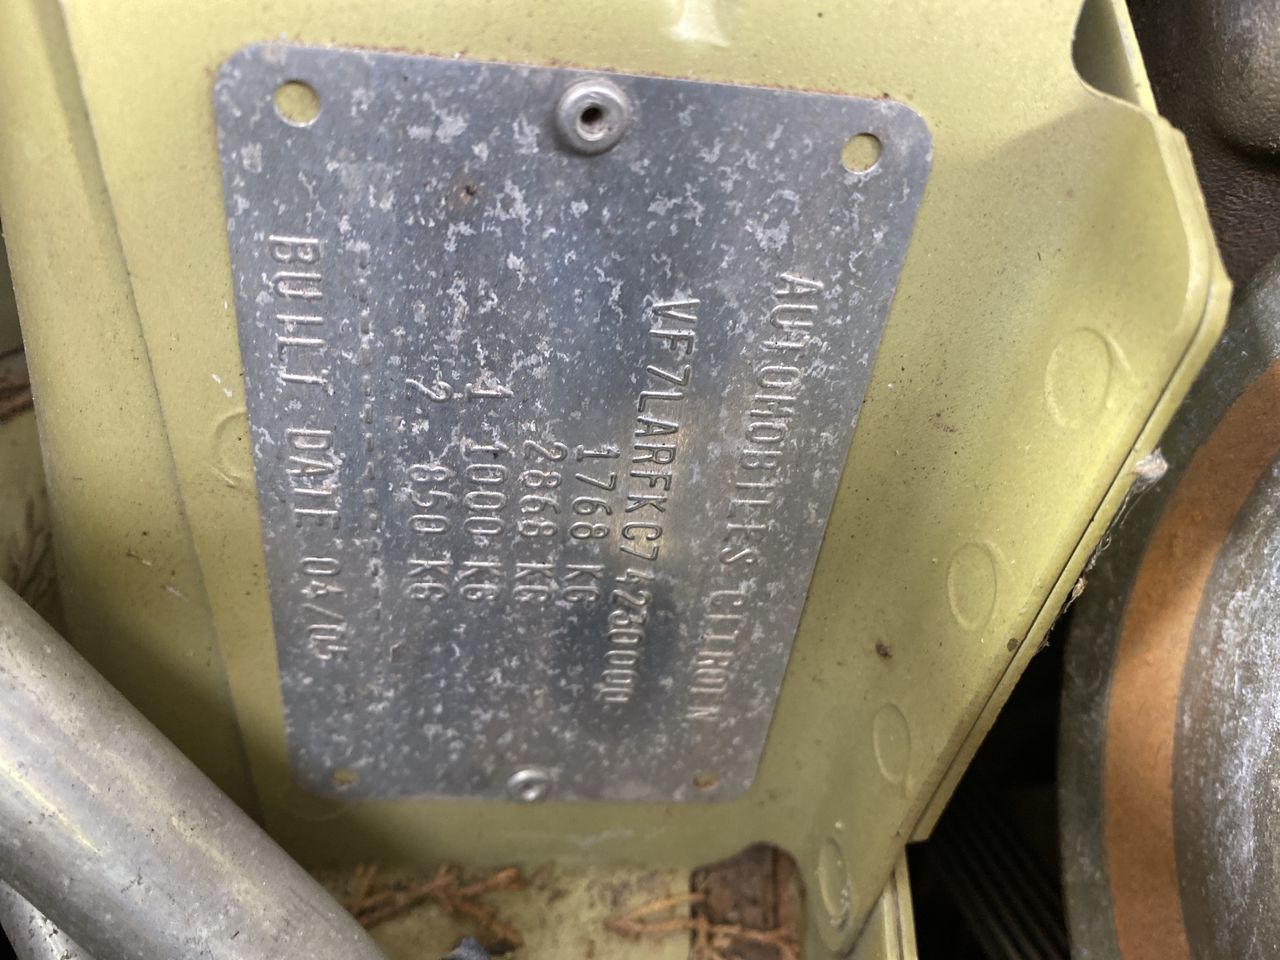 AUTOMOBILES CITROEN
VF7LARFKC74230000
1768 KG
2868 KG
1 1000 KG
2 850 KG
-----------------
BUILT DATE 04/05